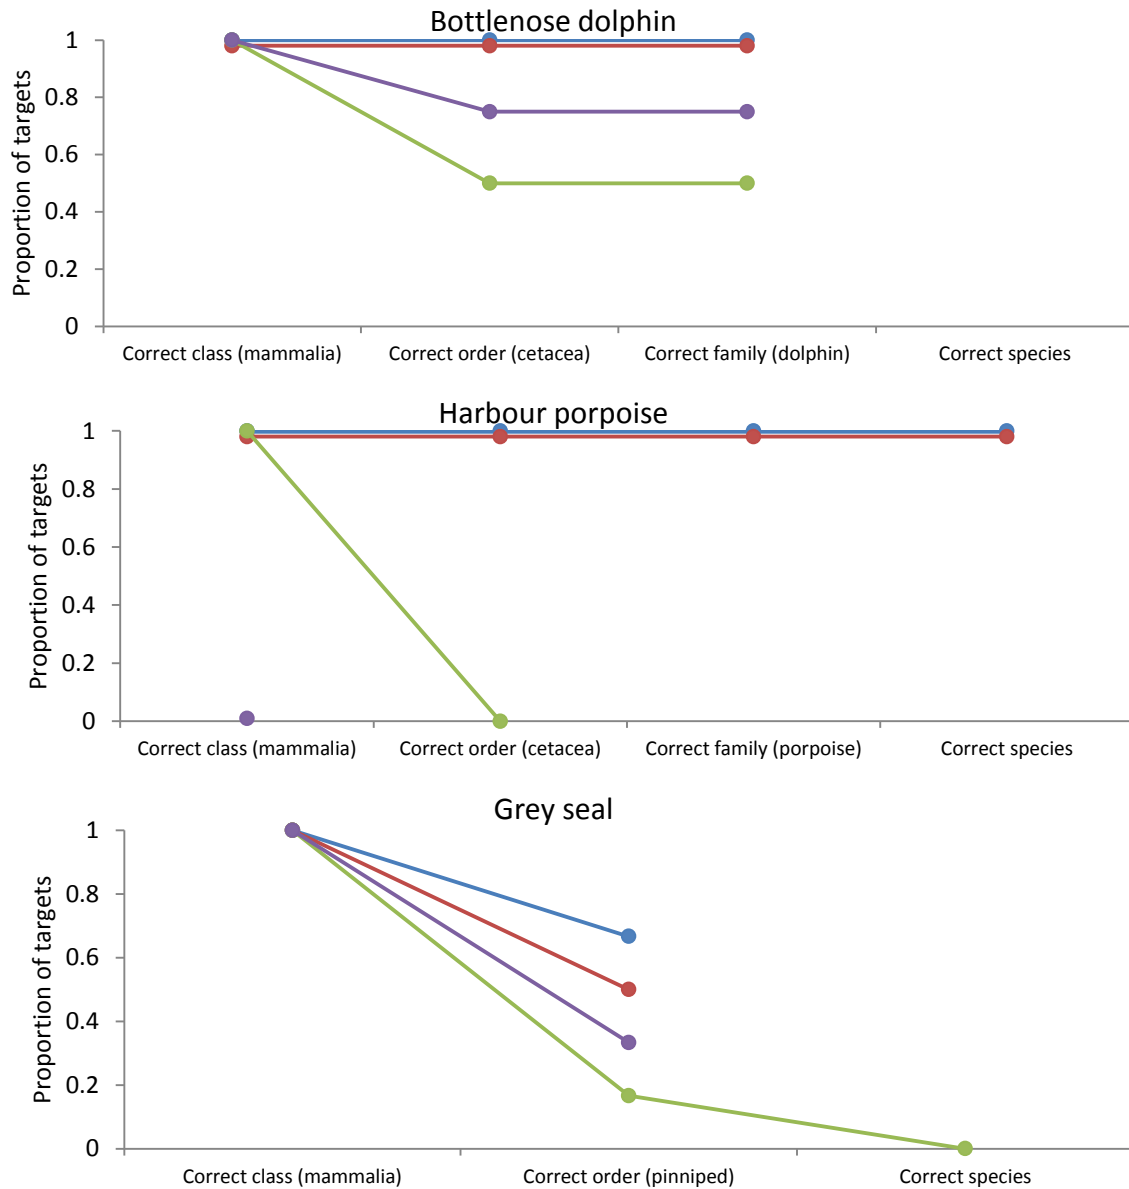 Bottlenose dolphin
Proportion of targets
1
0.8
0.6
0.4
0.2
0
Correct class (mammalia) Correct order (cetacea) Correct family (dolphin) Correct species
Harbour porpoise
Proportion of targets
1
0.8
0.6
0.4
0.2
0
Correct class (mammalia) Correct order (cetacea) Correct family (porpoise) Correct species
Grey seal
Proportion of targets
1
0.8
0.6
0.4
0.2
0
Correct class (mammalia) Correct order (pinniped) Correct species